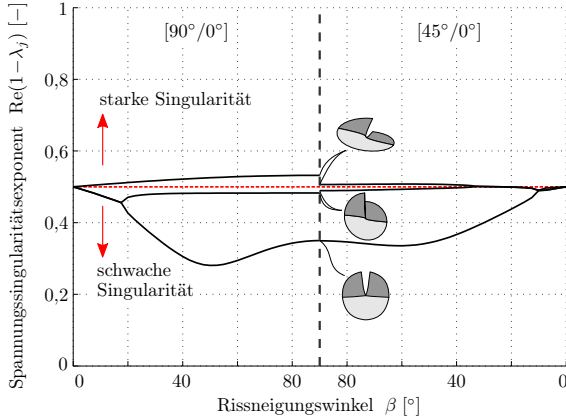 Spannungssingularitätsexponent Re(1−λj) [−]
1
0,8
0,6
0,4
0,2
0
[90°/0°]
[45°/0°]
starke Singularität
schwache
Singularität
0
40
80
80
40
0
Rissneigungswinkel β [°]